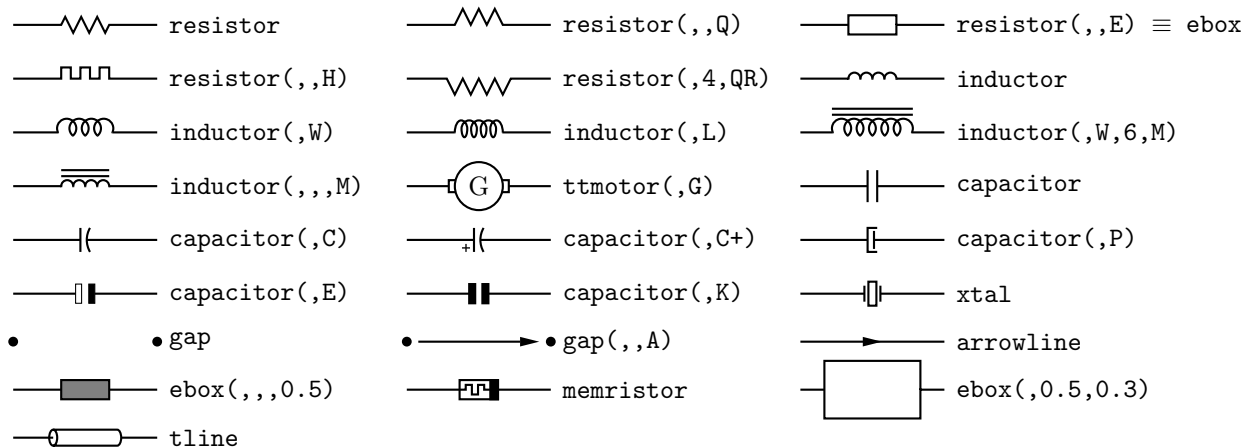 resistor resistor(,,Q) resistor(,,E) ≡ ebox
resistor(,,H) resistor(,4,QR) inductor
inductor(,W) inductor(,L) inductor(,W,6,M)
inductor(,,,M) G ttmotor(,G) capacitor
capacitor(,C) + capacitor(,C+) capacitor(,P)
capacitor(,E) capacitor(,K) xtal
gap gap(,,A) arrowline
ebox(,,,0.5) memristor ebox(,0.5,0.3)
tline